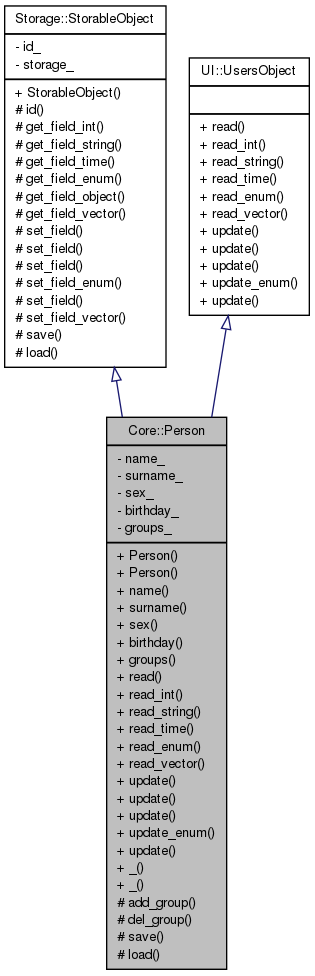 Storage::StorableObject
- id_
- storage_
+ StorableObject()
# id()
# get_field_int()
# get_field_string()
# get_field_time()
# get_field_enum()
# get_field_object()
# get_field_vector()
# set_field()
# set_field()
# set_field()
# set_field_enum()
# set_field()
# set_field_vector()
# save()
# load()
UI::UsersObject
+ read()
+ read_int()
+ read_string()
+ read_time()
+ read_enum()
+ read_vector()
+ update()
+ update()
+ update()
+ update_enum()
+ update()
Core::Person
- name_
- surname_
- sex_
- birthday_
- groups_
+ Person()
+ Person()
+ name()
+ surname()
+ sex()
+ birthday()
+ groups()
+ read()
+ read_int()
+ read_string()
+ read_time()
+ read_enum()
+ read_vector()
+ update()
+ update()
+ update()
+ update_enum()
+ update()
+ _()
+ _()
# add_group()
# del_group()
# save()
# load()